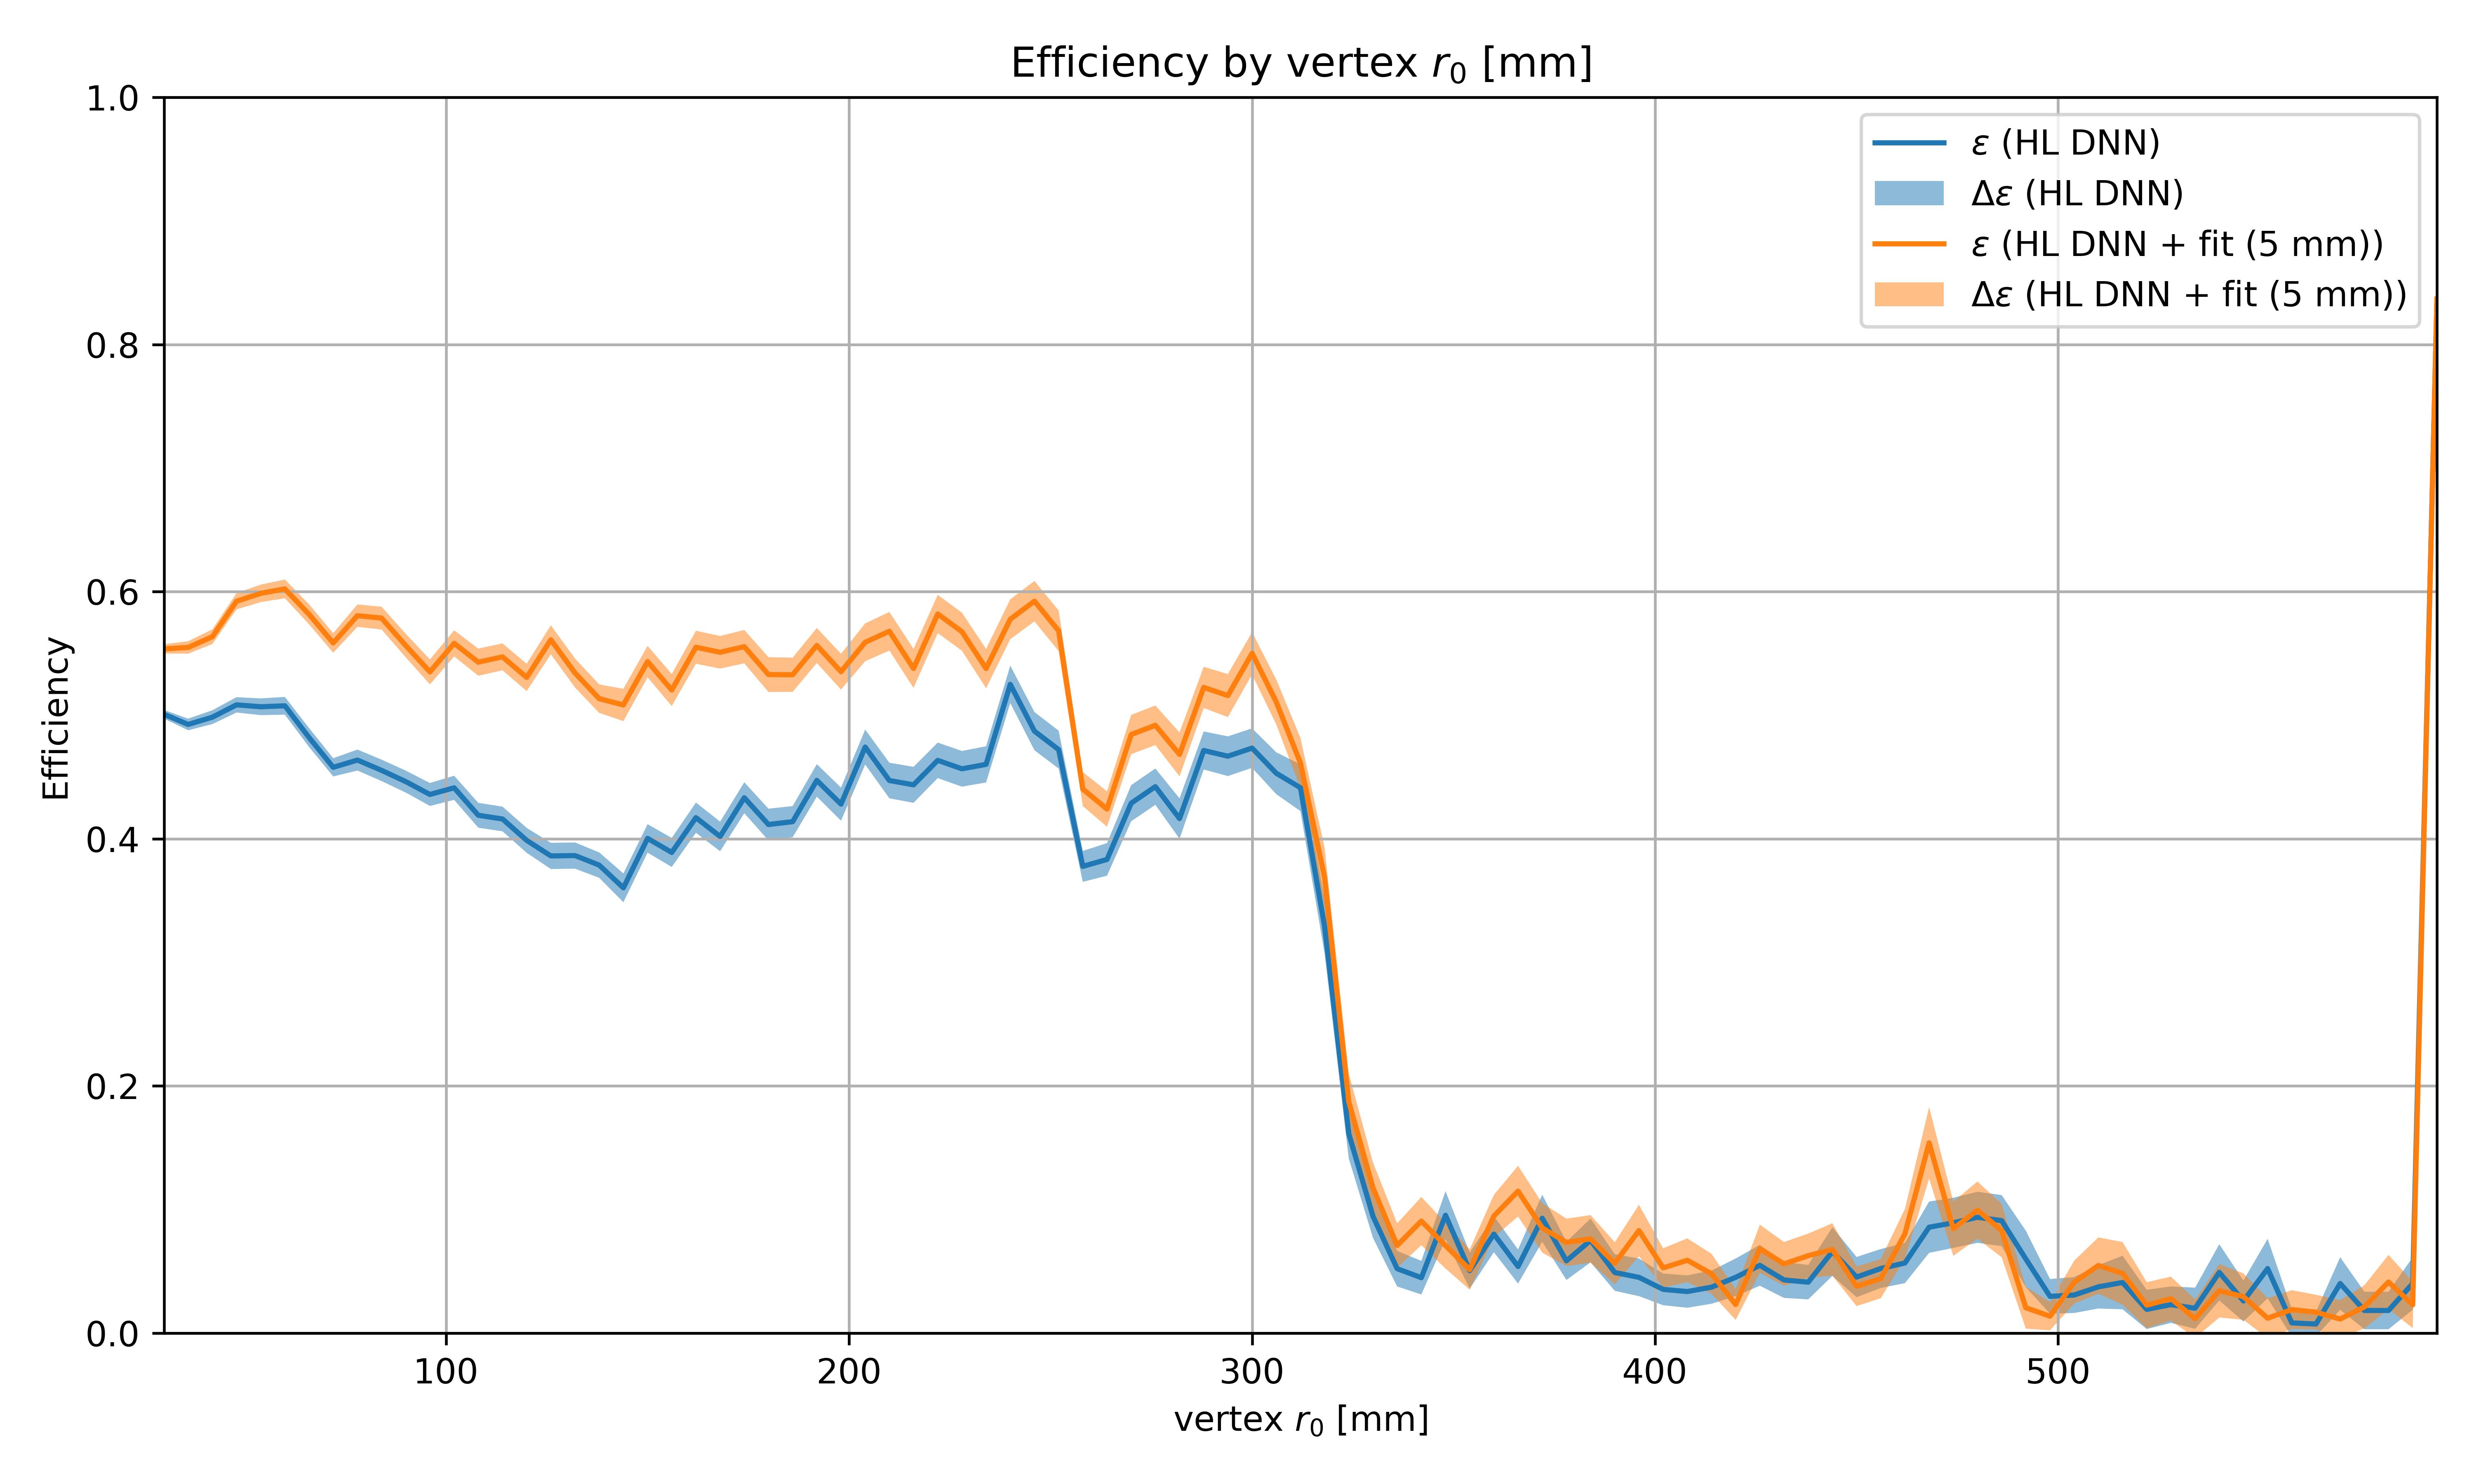 Efficiency by vertex r₀ [mm]
1.0
0.8
0.6
0.4
0.2
0.0
Efficiency
ε (HL DNN)
Δε (HL DNN)
ε (HL DNN + fit (5 mm))
Δε (HL DNN + fit (5 mm))
100 200 300 400 500
vertex r₀ [mm]